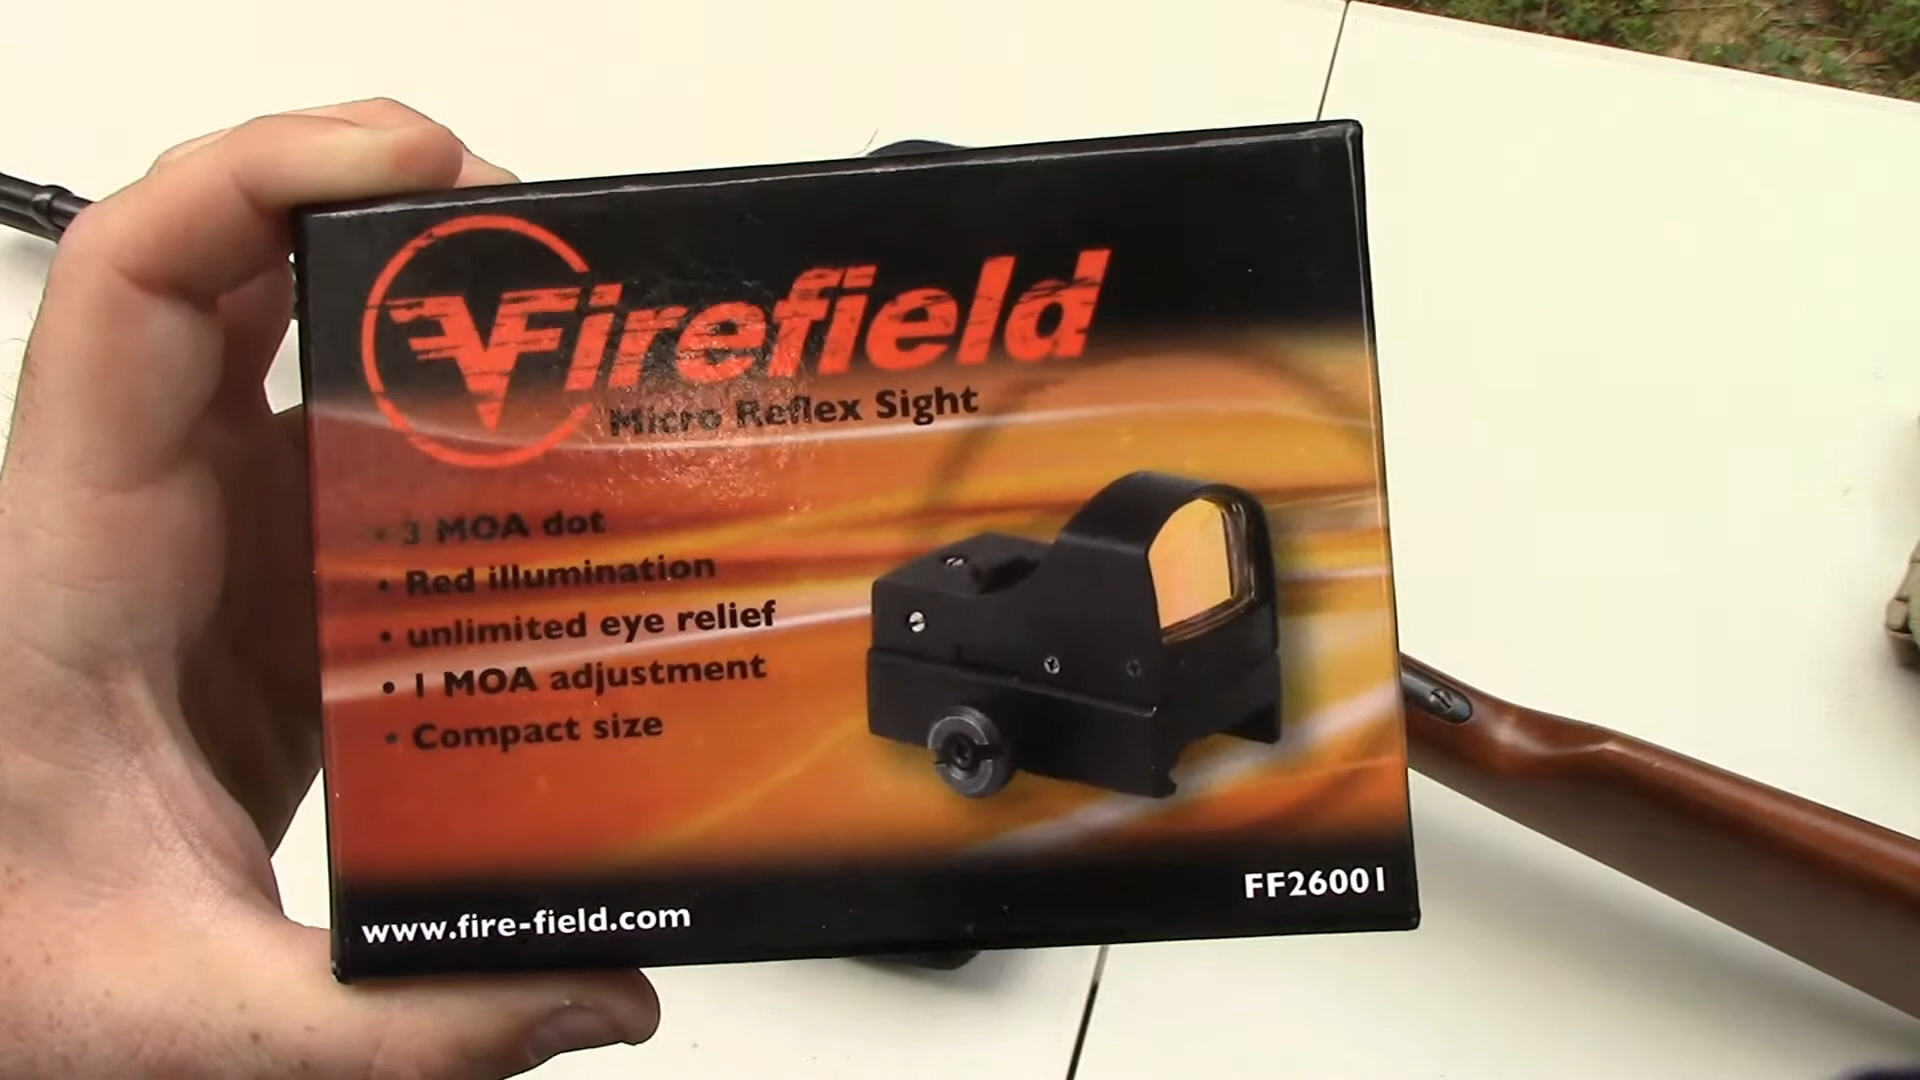 Firefield
Micro Reflex Sight
• 3 MOA dot
• Red illumination
• unlimited eye relief
• 1 MOA adjustment
• Compact size
FF26001
www.fire-field.com